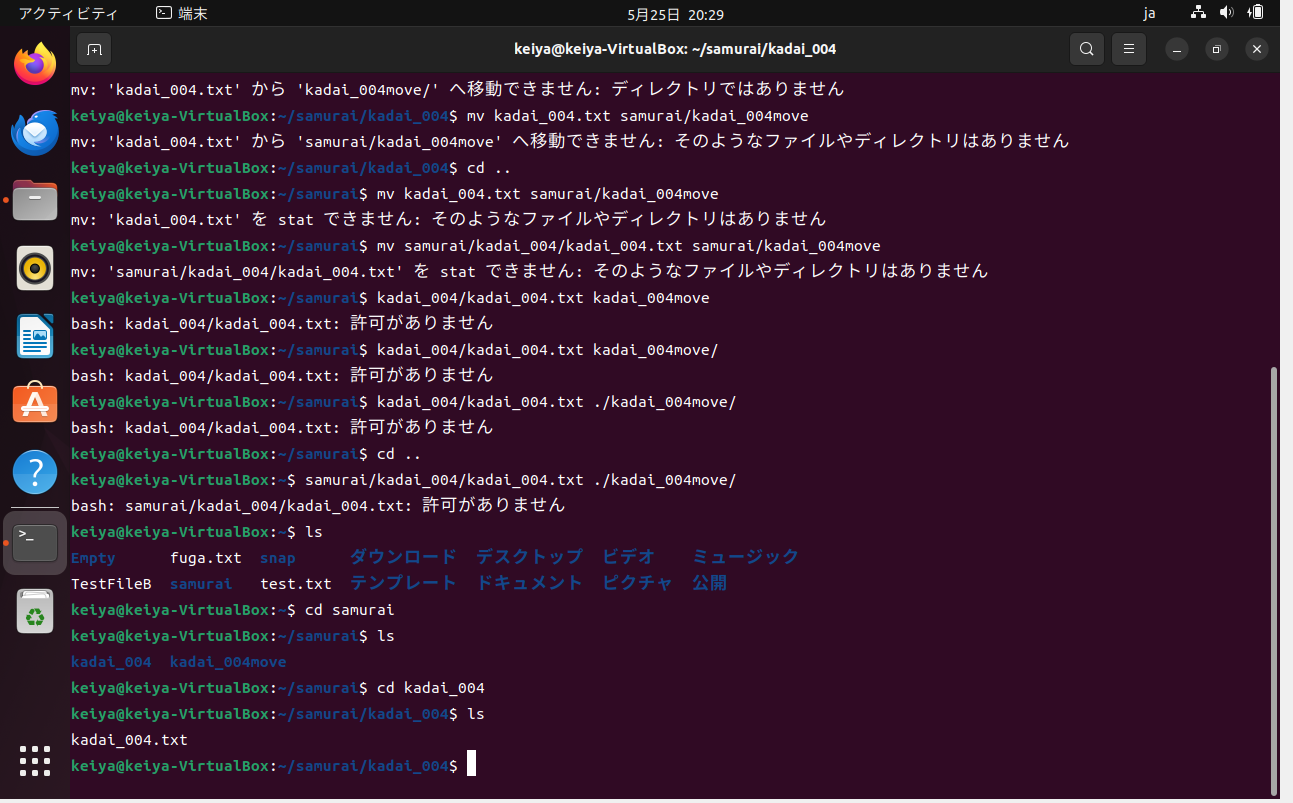 アクティビティ 端末 5月25日 20:29 ja
keiya@keiya-VirtualBox: ~/samurai/kadai_004
mv: 'kadai_004.txt' から 'kadai_004move/' へ移動できません: ディレクトリではありません
keiya@keiya-VirtualBox:~/samurai/kadai_004$ mv kadai_004.txt samurai/kadai_004move
mv: 'kadai_004.txt' から 'samurai/kadai_004move' へ移動できません: そのようなファイルやディレクトリはありません
keiya@keiya-VirtualBox:~/samurai/kadai_004$ cd ..
keiya@keiya-VirtualBox:~/samurai$ mv kadai_004.txt samurai/kadai_004move
mv: 'kadai_004.txt' を stat できません: そのようなファイルやディレクトリはありません
keiya@keiya-VirtualBox:~/samurai$ mv samurai/kadai_004/kadai_004.txt samurai/kadai_004move
mv: 'samurai/kadai_004/kadai_004.txt' を stat できません: そのようなファイルやディレクトリはありません
keiya@keiya-VirtualBox:~/samurai$ kadai_004/kadai_004.txt kadai_004move
bash: kadai_004/kadai_004.txt: 許可がありません
keiya@keiya-VirtualBox:~/samurai$ kadai_004/kadai_004.txt kadai_004move/
bash: kadai_004/kadai_004.txt: 許可がありません
keiya@keiya-VirtualBox:~/samurai$ kadai_004/kadai_004.txt ./kadai_004move/
bash: kadai_004/kadai_004.txt: 許可がありません
keiya@keiya-VirtualBox:~/samurai$ cd ..
keiya@keiya-VirtualBox:~$ samurai/kadai_004/kadai_004.txt ./kadai_004move/
bash: samurai/kadai_004/kadai_004.txt: 許可がありません
keiya@keiya-VirtualBox:~$ ls
Empty fuga.txt snap ダウンロード デスクトップ ビデオ ミュージック
TestFileB samurai test.txt テンプレート ドキュメント ピクチャ 公開
keiya@keiya-VirtualBox:~$ cd samurai
keiya@keiya-VirtualBox:~/samurai$ ls
kadai_004 kadai_004move
keiya@keiya-VirtualBox:~/samurai$ cd kadai_004
keiya@keiya-VirtualBox:~/samurai/kadai_004$ ls
kadai_004.txt
keiya@keiya-VirtualBox:~/samurai/kadai_004$